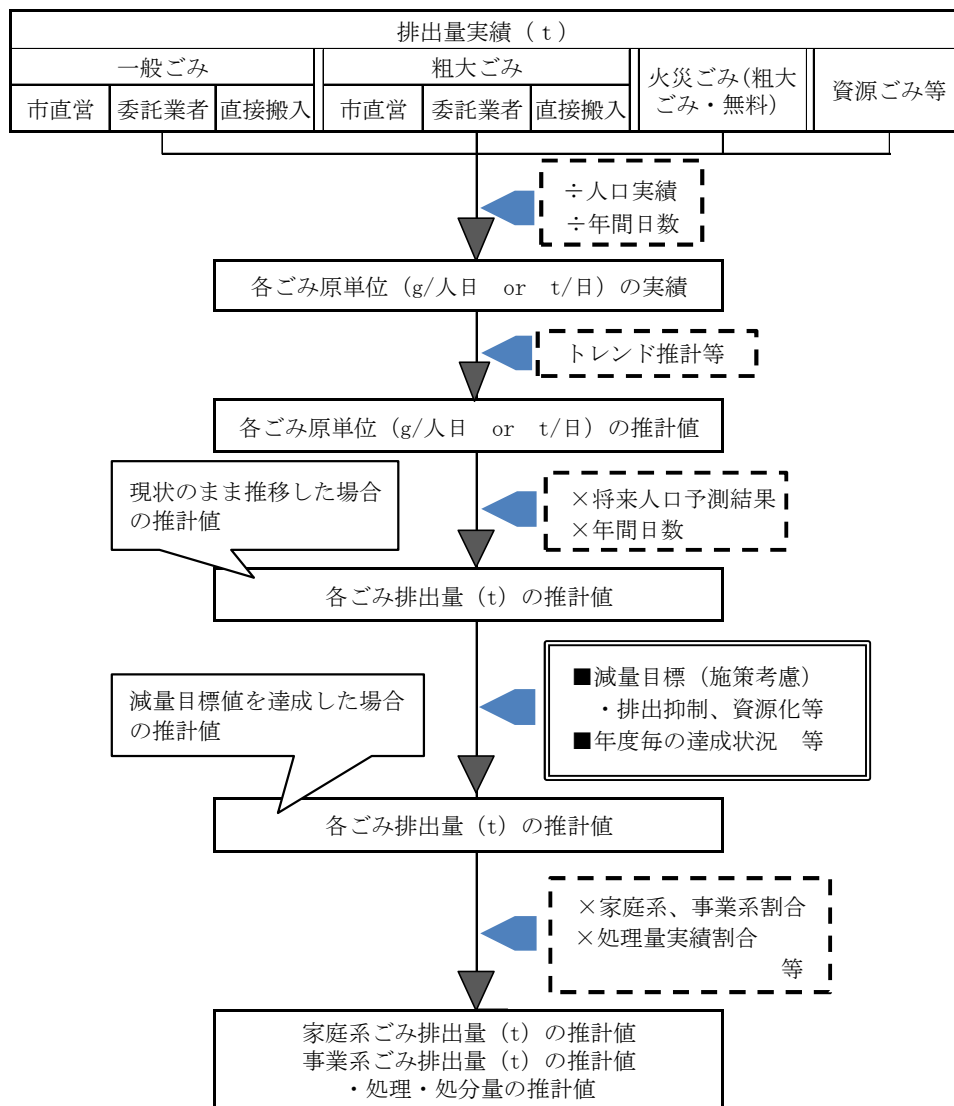 排出量実績(t)
一般ごみ
粗大ごみ
火災ごみ(粗大
ごみ・無料)
資源ごみ等
市直営
委託業者
直接搬入
市直営
委託業者
直接搬入
÷人口実績
÷年間日数
各ごみ原単位(g/人日 or t/日)の実績
トレンド推計等
各ごみ原単位(g/人日 or t/日)の推計値
現状のまま推移した場合
の推計値
×将来人口予測結果
×年間日数
各ごみ排出量(t)の推計値
■減量目標(施策考慮)
・排出抑制、資源化等
■年度毎の達成状況 等
減量目標値を達成した場合
の推計値
各ごみ排出量(t)の推計値
×家庭系、事業系割合
×処理量実績割合
等
家庭系ごみ排出量(t)の推計値
事業系ごみ排出量(t)の推計値
・処理・処分量の推計値